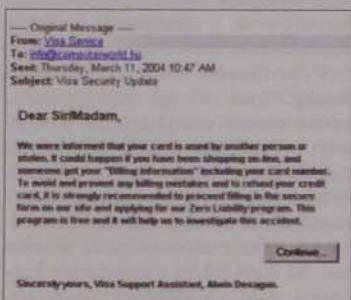 ---- Original Message ----
From: Visa Service
To: info@computerworld.hu
Sent: Thursday, March 11, 2004 10:47 AM
Subject: Visa Security Update
Dear Sir/Madam,
We were informed that your card is used by another person or
stolen. It could happen if you have been shopping on-line, and
someone got your "Billing information" including your card number.
To avoid and prevent any billing mistakes and to refund your credit
card, it is strongly recommended to proceed filling in the secure
form on our site and applying for our Zero Liability program. This
program is free and it will help us to investigate this accident.
Continue...
Sincerely yours, Visa Support Assistant, Alwin Desagun.